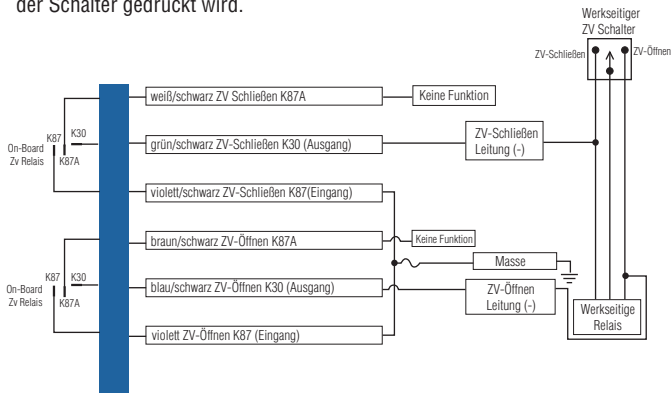 der Schalter gedrückt wird.
Werkseitiger
ZV Schalter
ZV-Schließen
ZV-Öffnen
weiß/schwarz ZV Schließen K87A
Keine Funktion
K87
K30
On-Board
Zv Relais
K87A
grün/schwarz ZV-Schließen K30 (Ausgang)
ZV-Schließen
Leitung (-)
violett/schwarz ZV-Schließen K87(Eingang)
braun/schwarz ZV-Öffnen K87A
Keine Funktion
Masse
K87
K30
On-Board
Zv Relais
K87A
blau/schwarz ZV-Öffnen K30 (Ausgang)
ZV-Öffnen
Leitung (-)
Werkseitige
Relais
violett ZV-Öffnen K87 (Eingang)